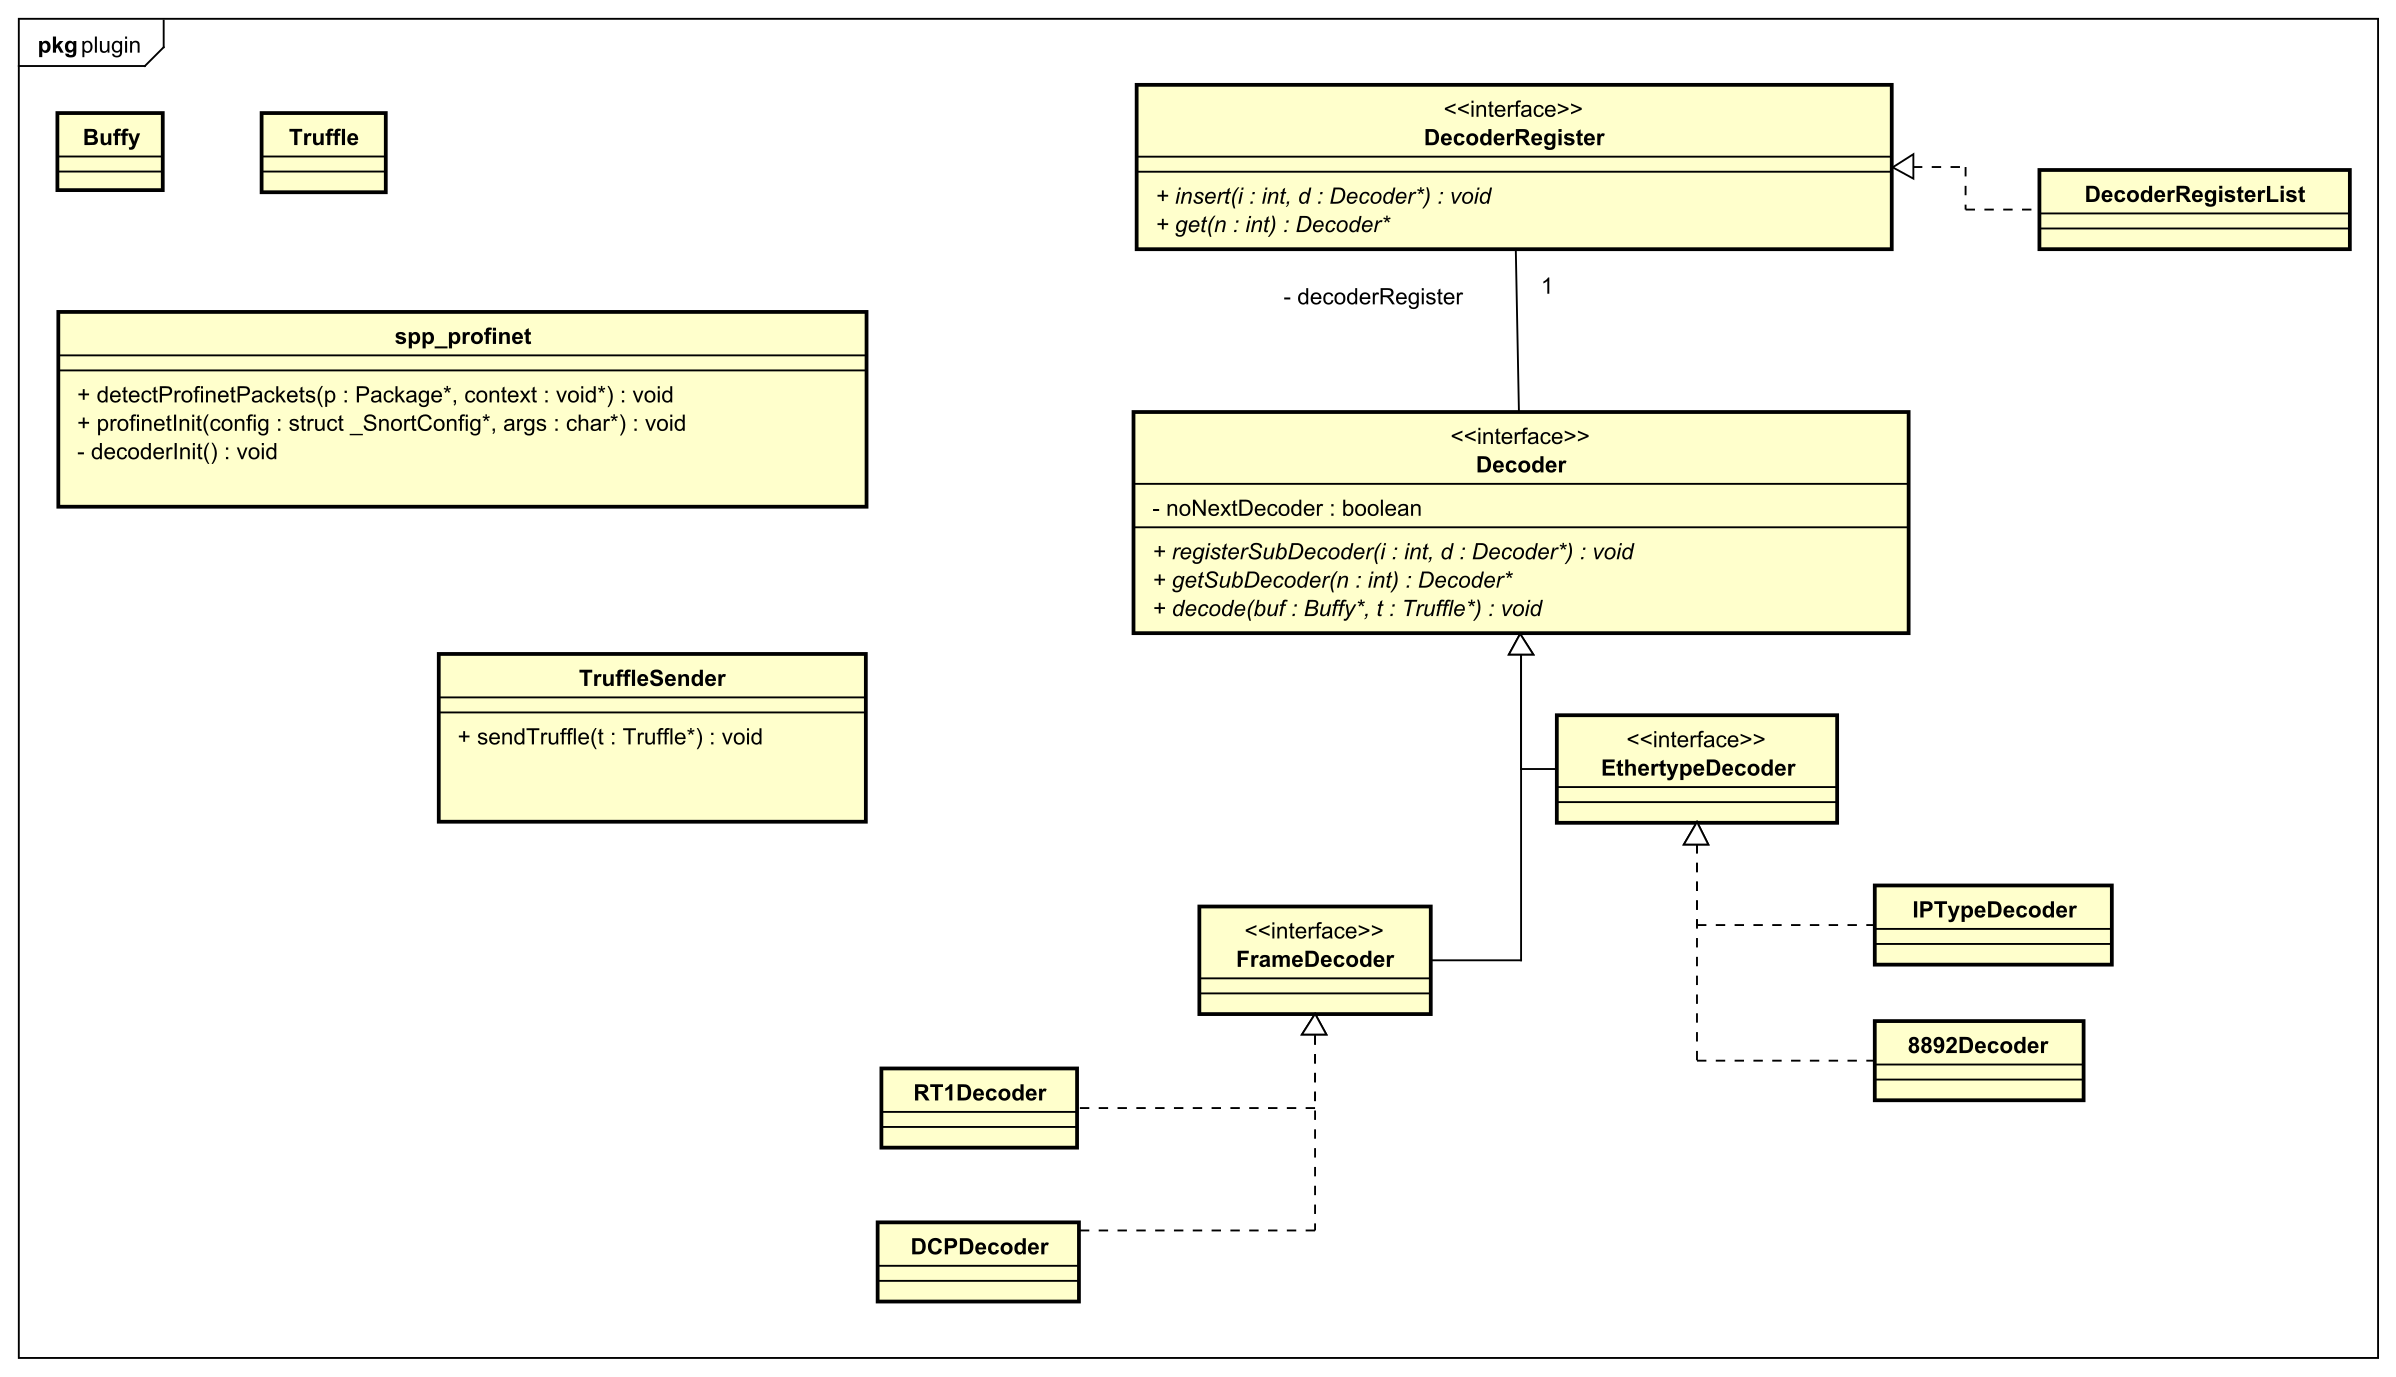 pkg plugin
Buffy
Truffle
<<interface>>
DecoderRegister
+ insert(i : int, d : Decoder*) : void
+ get(n : int) : Decoder*
DecoderRegisterList
- decoderRegister
1
spp_profinet
+ detectProfinetPackets(p : Package*, context : void*) : void
+ profinetInit(config : struct _SnortConfig*, args : char*) : void
- decoderInit() : void
<<interface>>
Decoder
- noNextDecoder : boolean
+ registerSubDecoder(i : int, d : Decoder*) : void
+ getSubDecoder(n : int) : Decoder*
+ decode(buf : Buffy*, t : Truffle*) : void
TruffleSender
+ sendTruffle(t : Truffle*) : void
<<interface>>
EthertypeDecoder
<<interface>>
FrameDecoder
IPTypeDecoder
8892Decoder
RT1Decoder
DCPDecoder